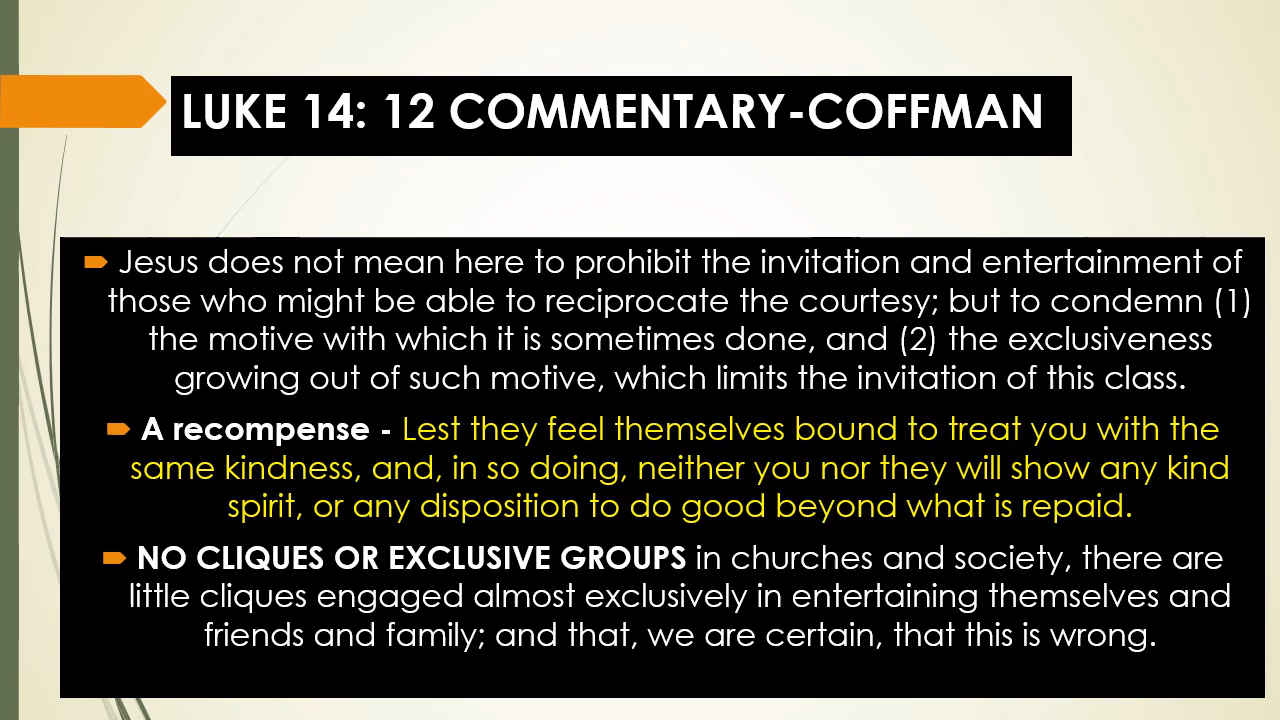 LUKE 14: 12 COMMENTARY-COFFMAN
Jesus does not mean here to prohibit the invitation and entertainment of
those who might be able to reciprocate the courtesy; but to condemn (1)
the motive with which it is sometimes done, and (2) the exclusiveness
growing out of such motive, which limits the invitation of this class.
A recompense - Lest they feel themselves bound to treat you with the
same kindness, and, in so doing, neither you nor they will show any kind
spirit, or any disposition to do good beyond what is repaid.
NO CLIQUES OR EXCLUSIVE GROUPS in churches and society, there are
little cliques engaged almost exclusively in entertaining themselves and
friends and family; and that, we are certain, that this is wrong.